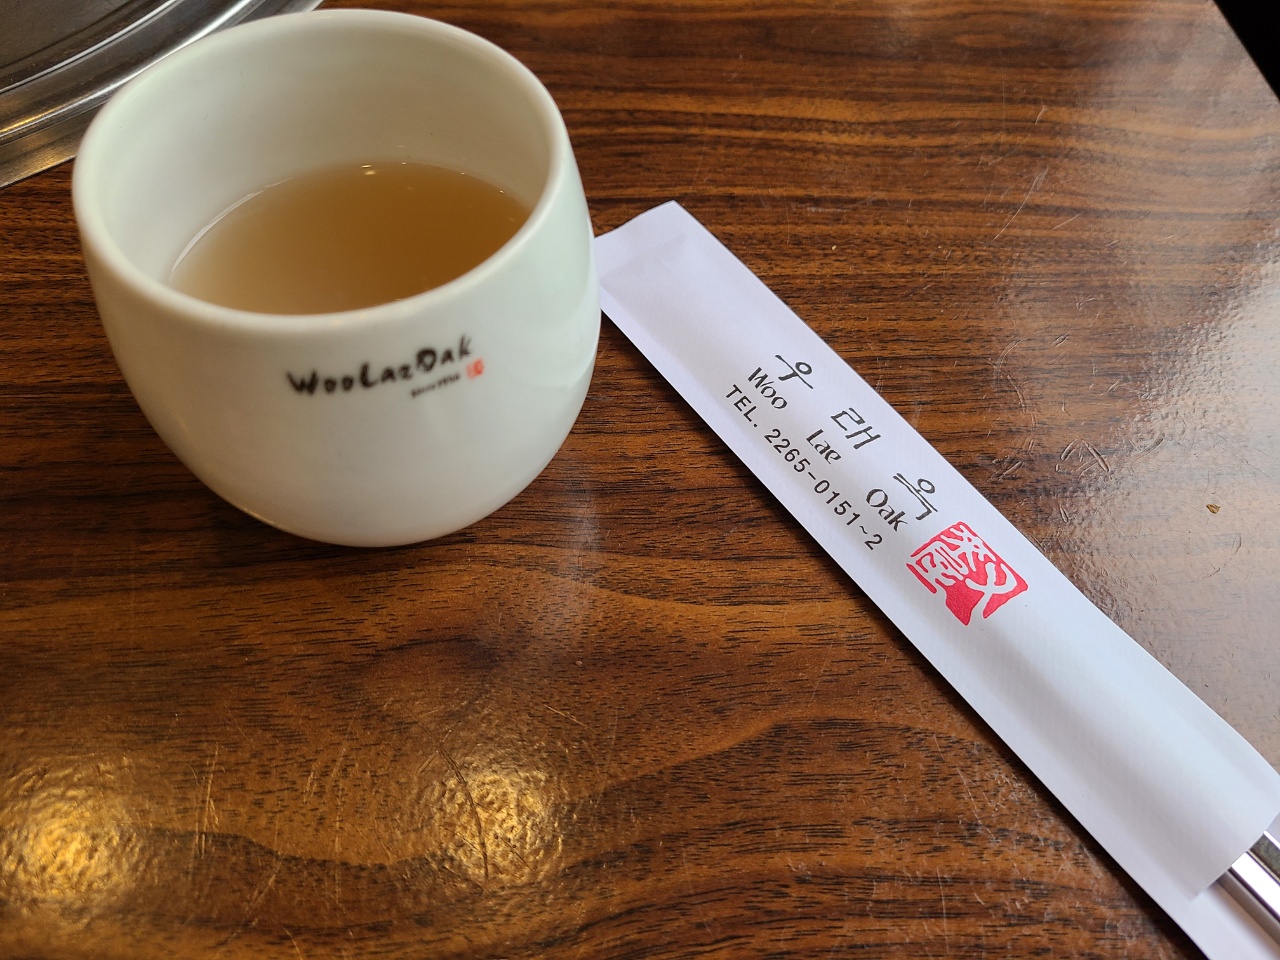 WooLaeOak
우래옥
Woo Lae Oak
TEL. 2265-0151~2